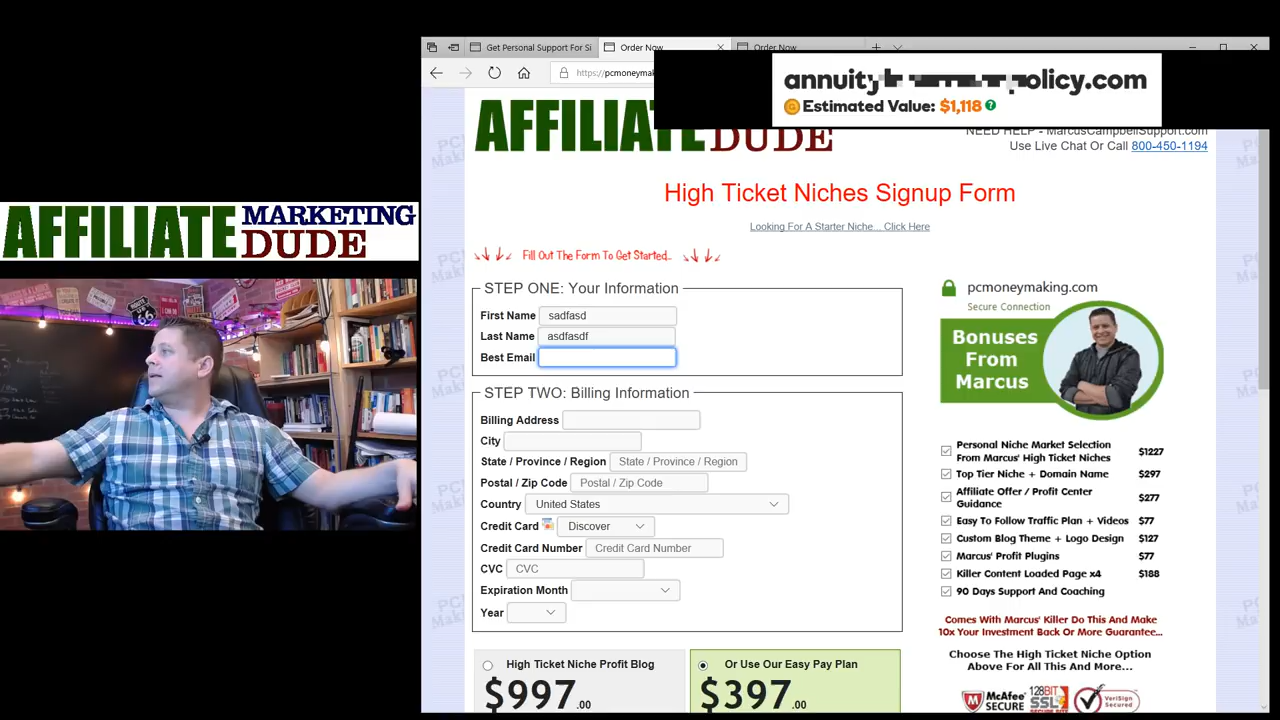 Get Personal Support For Si
Order Now
Order Now
https://pcmoneymak
annuity policy.com
Estimated Value: $1,118
AFFILIATE DUDE
NEED HELP - MarcusCampbellSupport.com
Use Live Chat Or Call 800-450-1194
High Ticket Niches Signup Form
Looking For A Starter Niche... Click Here
Fill Out The Form To Get Started...
AFFILIATE MARKETING
DUDE
66
STEP ONE: Your Information
First Name sadfasd
Last Name asdfasdf
Best Email
STEP TWO: Billing Information
Billing Address
City
State / Province / Region State / Province / Region
Postal / Zip Code Postal / Zip Code
Country United States
Credit Card Discover
Credit Card Number Credit Card Number
CVC CVC
Expiration Month
Year
High Ticket Niche Profit Blog
$997.00
Or Use Our Easy Pay Plan
$397.00
pcmoneymaking.com
Secure Connection
Bonuses
From
Marcus
Personal Niche Market Selection
From Marcus' High Ticket Niches $1227
Top Tier Niche + Domain Name $297
Affiliate Offer / Profit Center
Guidance $277
Easy To Follow Traffic Plan + Videos $77
Custom Blog Theme + Logo Design $127
Marcus' Profit Plugins $77
Killer Content Loaded Page x4 $188
90 Days Support And Coaching
Comes With Marcus' Killer Do This And Make
10x Your Investment Back Or More Guarantee...
Choose The High Ticket Niche Option
Above For All This And More...
McAfee
SECURE
128BIT
SSL
VeriSign
Secured